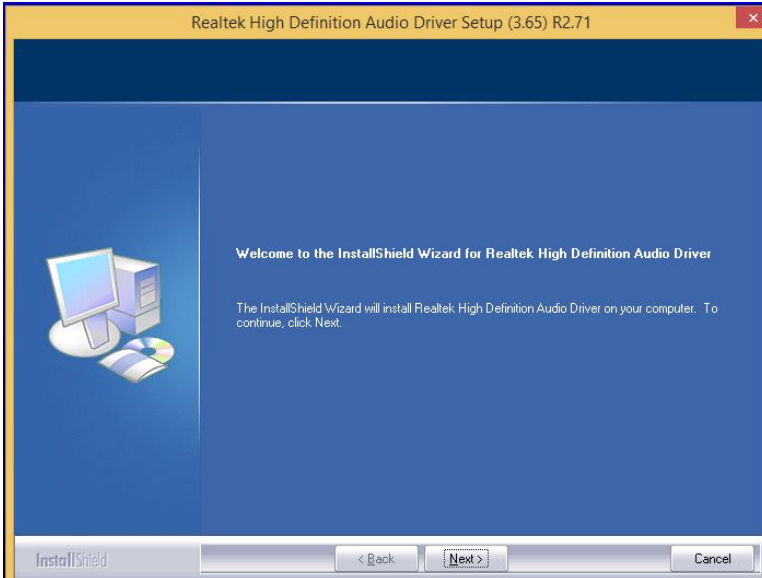 Realtek High Definition Audio Driver Setup (3.65) R2.71
Welcome to the InstallShield Wizard for Realtek High Definition Audio Driver
The InstallShield Wizard will install Realtek High Definition Audio Driver on your computer. To
continue, click Next.
InstallShield
< Back
Next >
Cancel